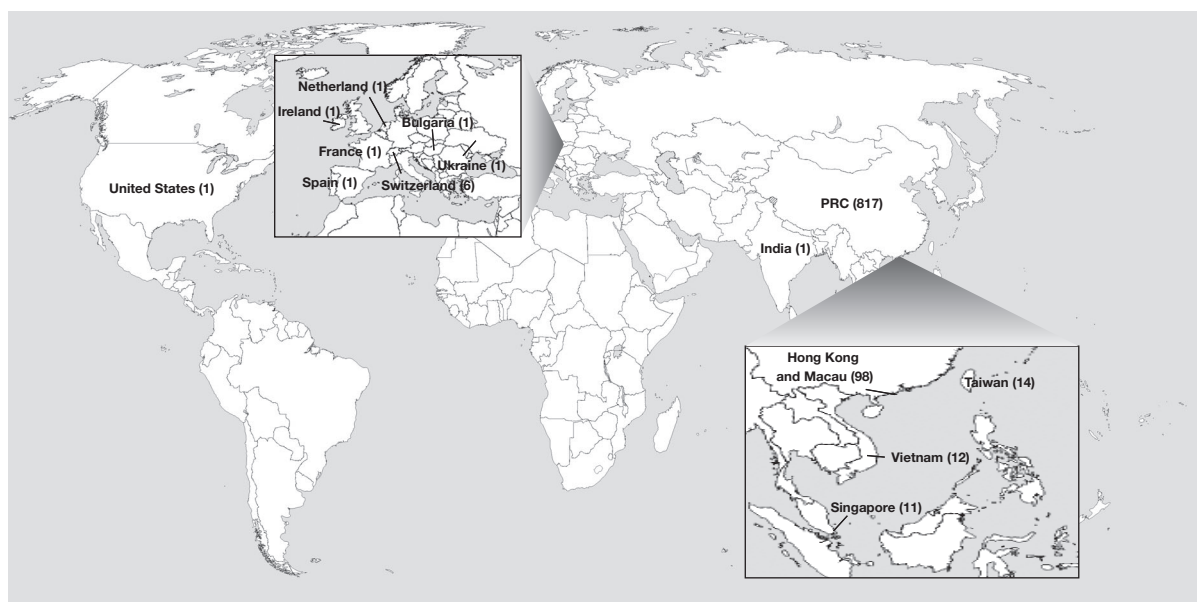 Netherland (1)
Ireland (1)
Bulgaria (1)
France (1)
Ukraine (1)
Spain (1)
Switzerland (6)
United States (1)
PRC (817)
India (1)
Hong Kong
and Macau (98)
Taiwan (14)
Vietnam (12)
Singapore (11)